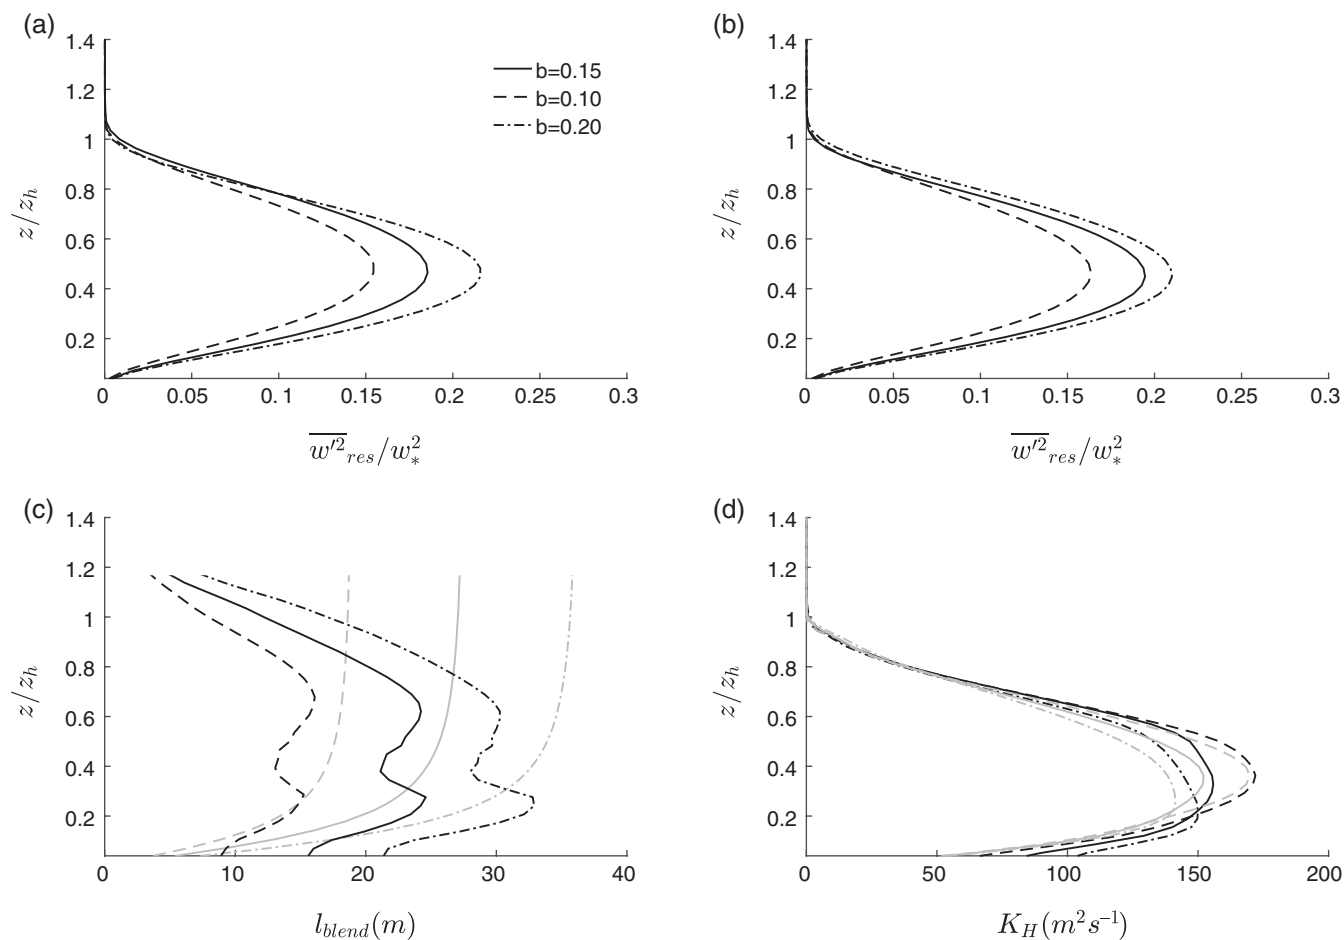 (a)
1.4
1.2
1
0.8
0.6
0.4
0.2
z/z_h
b=0.15
b=0.10
b=0.20
0 0.05 0.1 0.15 0.2 0.25 0.3
\overline{w'^2}_{res}/w_*^2
(b)
1.4
1.2
1
0.8
0.6
0.4
0.2
z/z_h
0 0.05 0.1 0.15 0.2 0.25 0.3
\overline{w'^2}_{res}/w_*^2
(c)
1.4
1.2
1
0.8
0.6
0.4
0.2
z/z_h
0 10 20 30 40
l_{blend}(m)
(d)
1.4
1.2
1
0.8
0.6
0.4
0.2
z/z_h
0 50 100 150 200
K_H(m^2s^{-1})